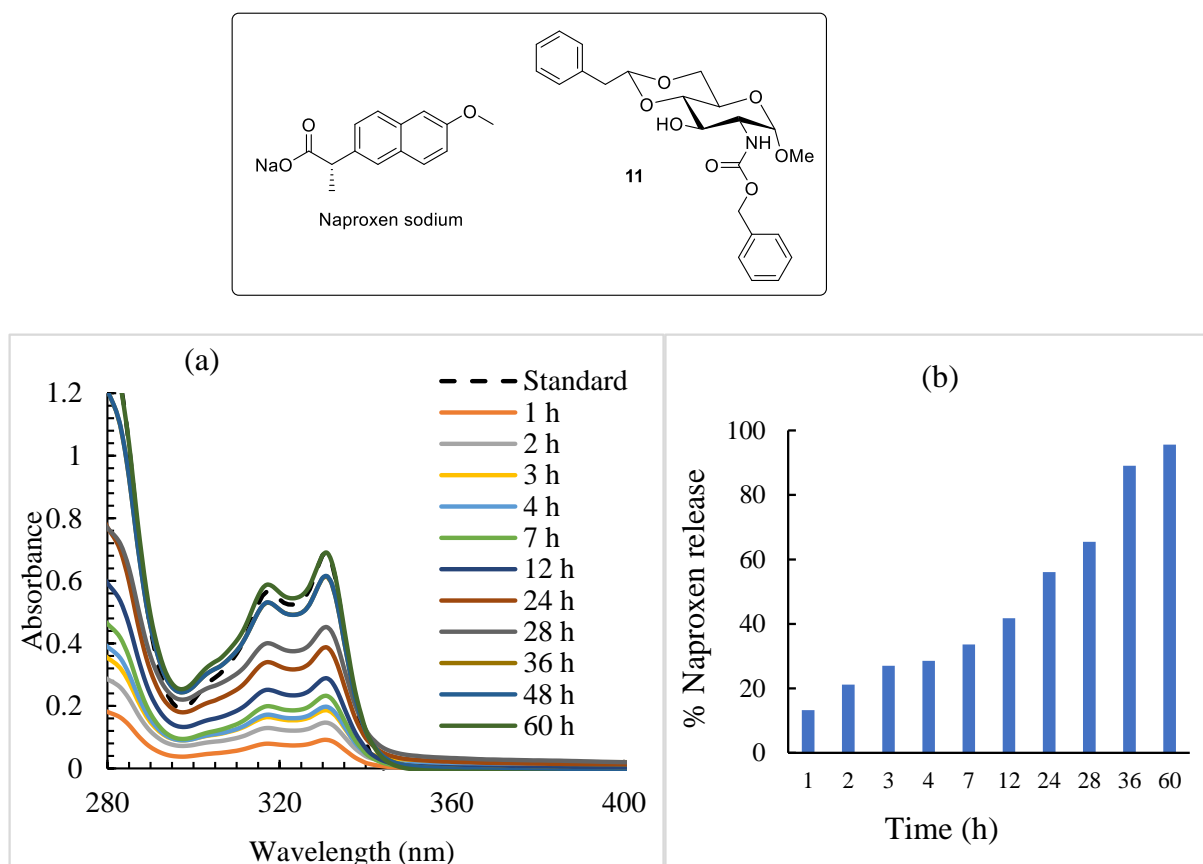 O
NaO
O
Naproxen sodium
O
O
HO
O
NH
OMe
O
O
11
(a)
1.2
1
0.8
0.6
0.4
0.2
0
Absorbance
280
320
360
400
Wavelength (nm)
Standard
1 h
2 h
3 h
4 h
7 h
12 h
24 h
28 h
36 h
48 h
60 h
(b)
100
80
60
40
20
0
% Naproxen release
1 2 3 4 7 12 24 28 36 60
Time (h)